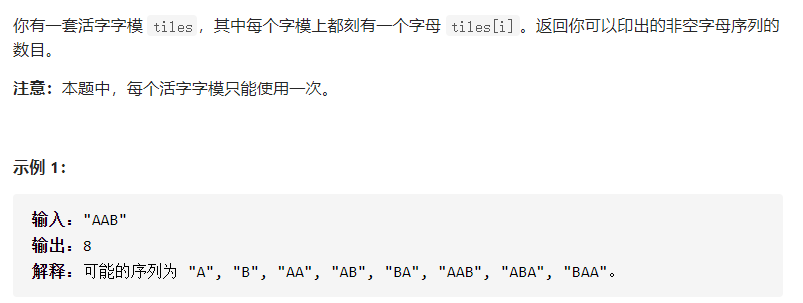 你有一套活字字模 tiles，其中每个字模上都刻有一个字母 tiles[i]。返回你可以印出的非空字母序列的
数目。
注意：本题中，每个活字字模只能使用一次。
示例 1：
输入："AAB"
输出：8
解释：可能的序列为 "A", "B", "AA", "AB", "BA", "AAB", "ABA", "BAA"。